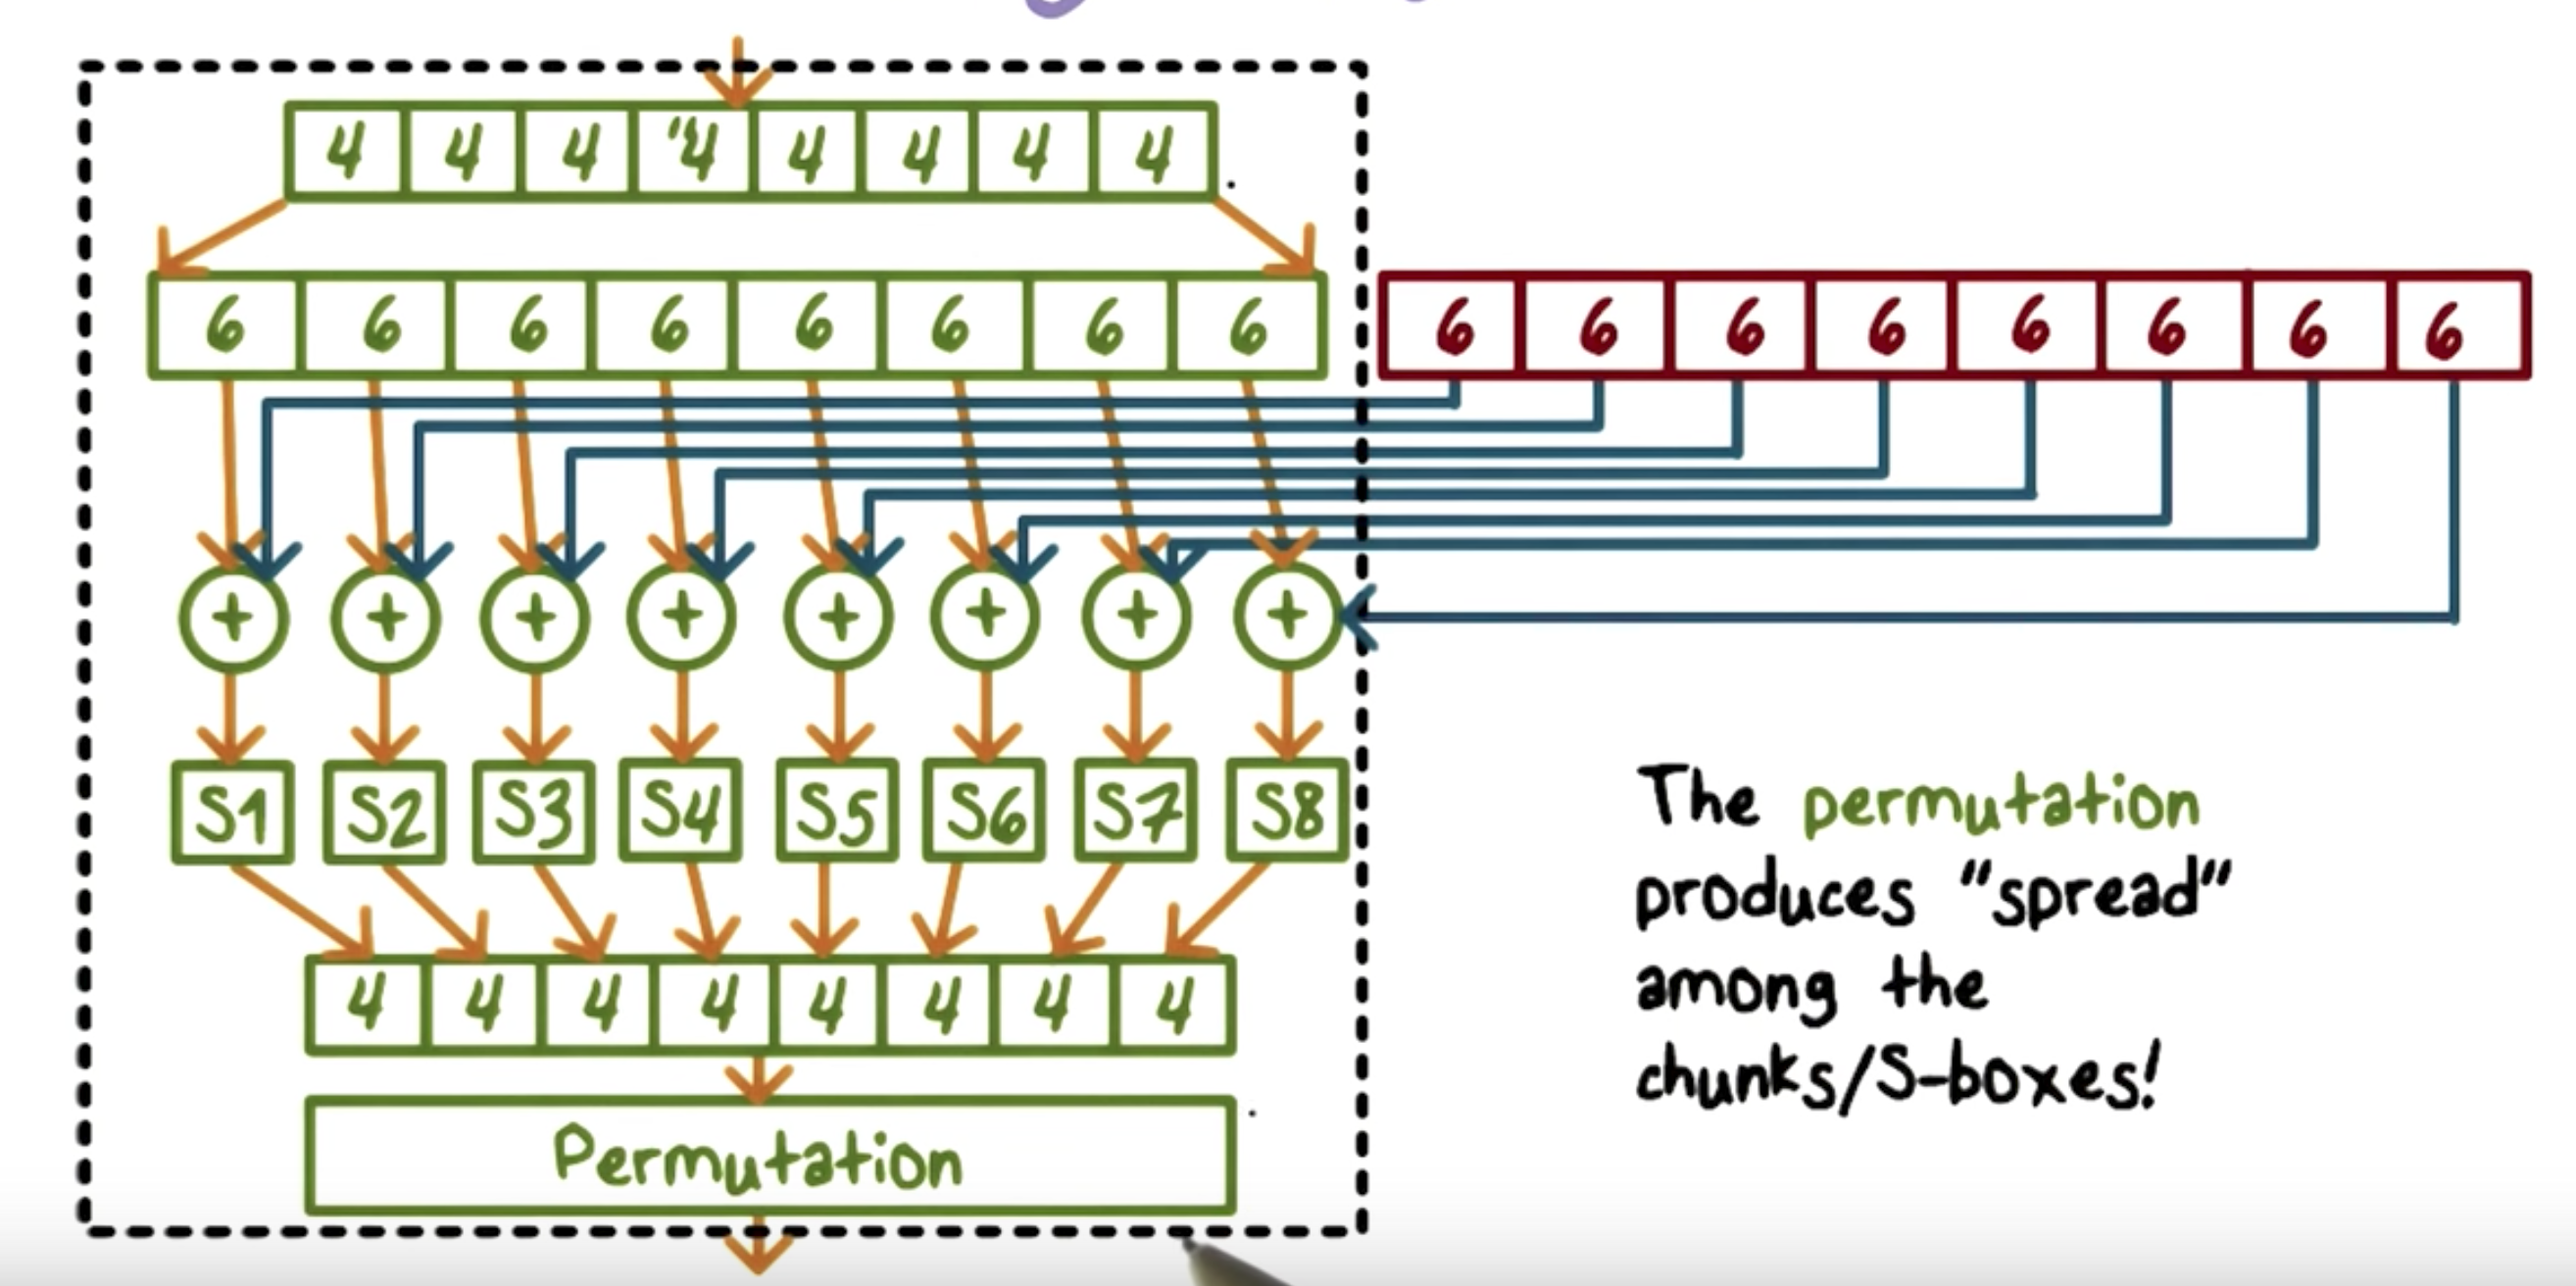 4 4 4 "4 4 4 4 4
6 6 6 6 6 6 6 6
6 6 6 6 6 6 6 6
+ + + + + + + +
S1 S2 S3 S4 S5 S6 S7 S8
4 4 4 4 4 4 4 4
Permutation
The permutation
produces "spread"
among the
chunks/S-boxes!